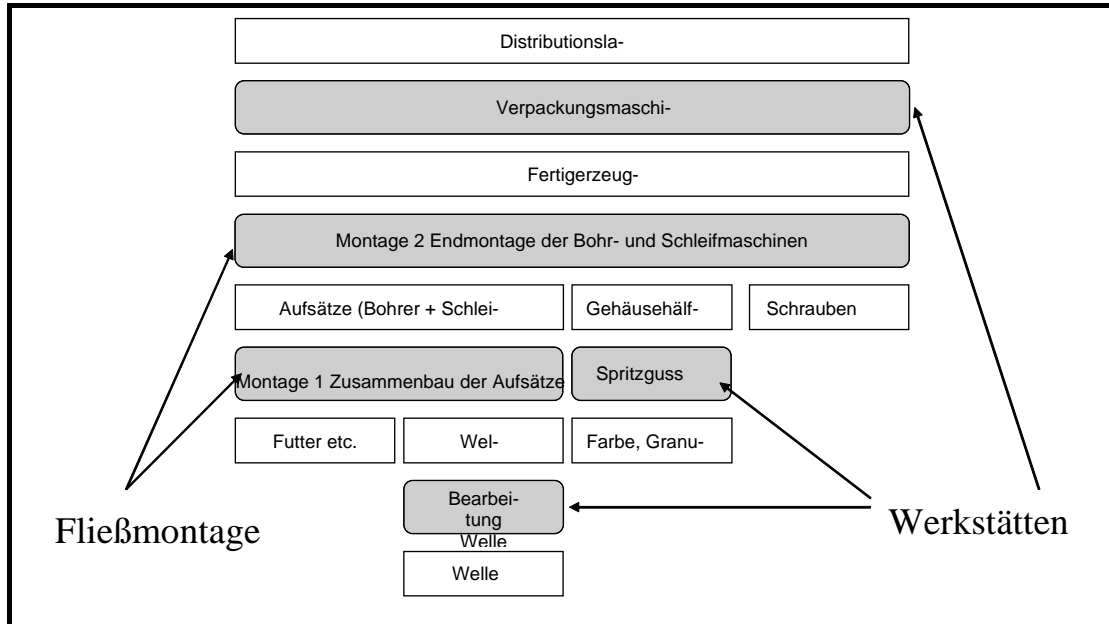 Distributionsla-
Verpackungsmaschi-
Fertigerzeug-
Montage 2 Endmontage der Bohr- und Schleifmaschinen
Aufsätze (Bohrer + Schlei-
Gehäusehälf-
Schrauben
Montage 1 Zusammenbau der Aufsätze
Spritzguss
Futter etc.
Wel-
Farbe, Granu-
Bearbei-
tung
Welle
Welle
Fließmontage
Werkstätten